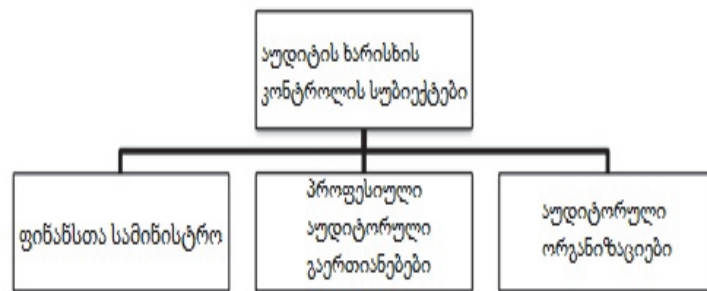 აუდიტის ხარისხის
კონტროლის სუბიექტები
ფინანსთა სამინისტრო
პროფესიული
აუდიტორული
გაერთიანებები
აუდიტორული
ორგანიზაციები